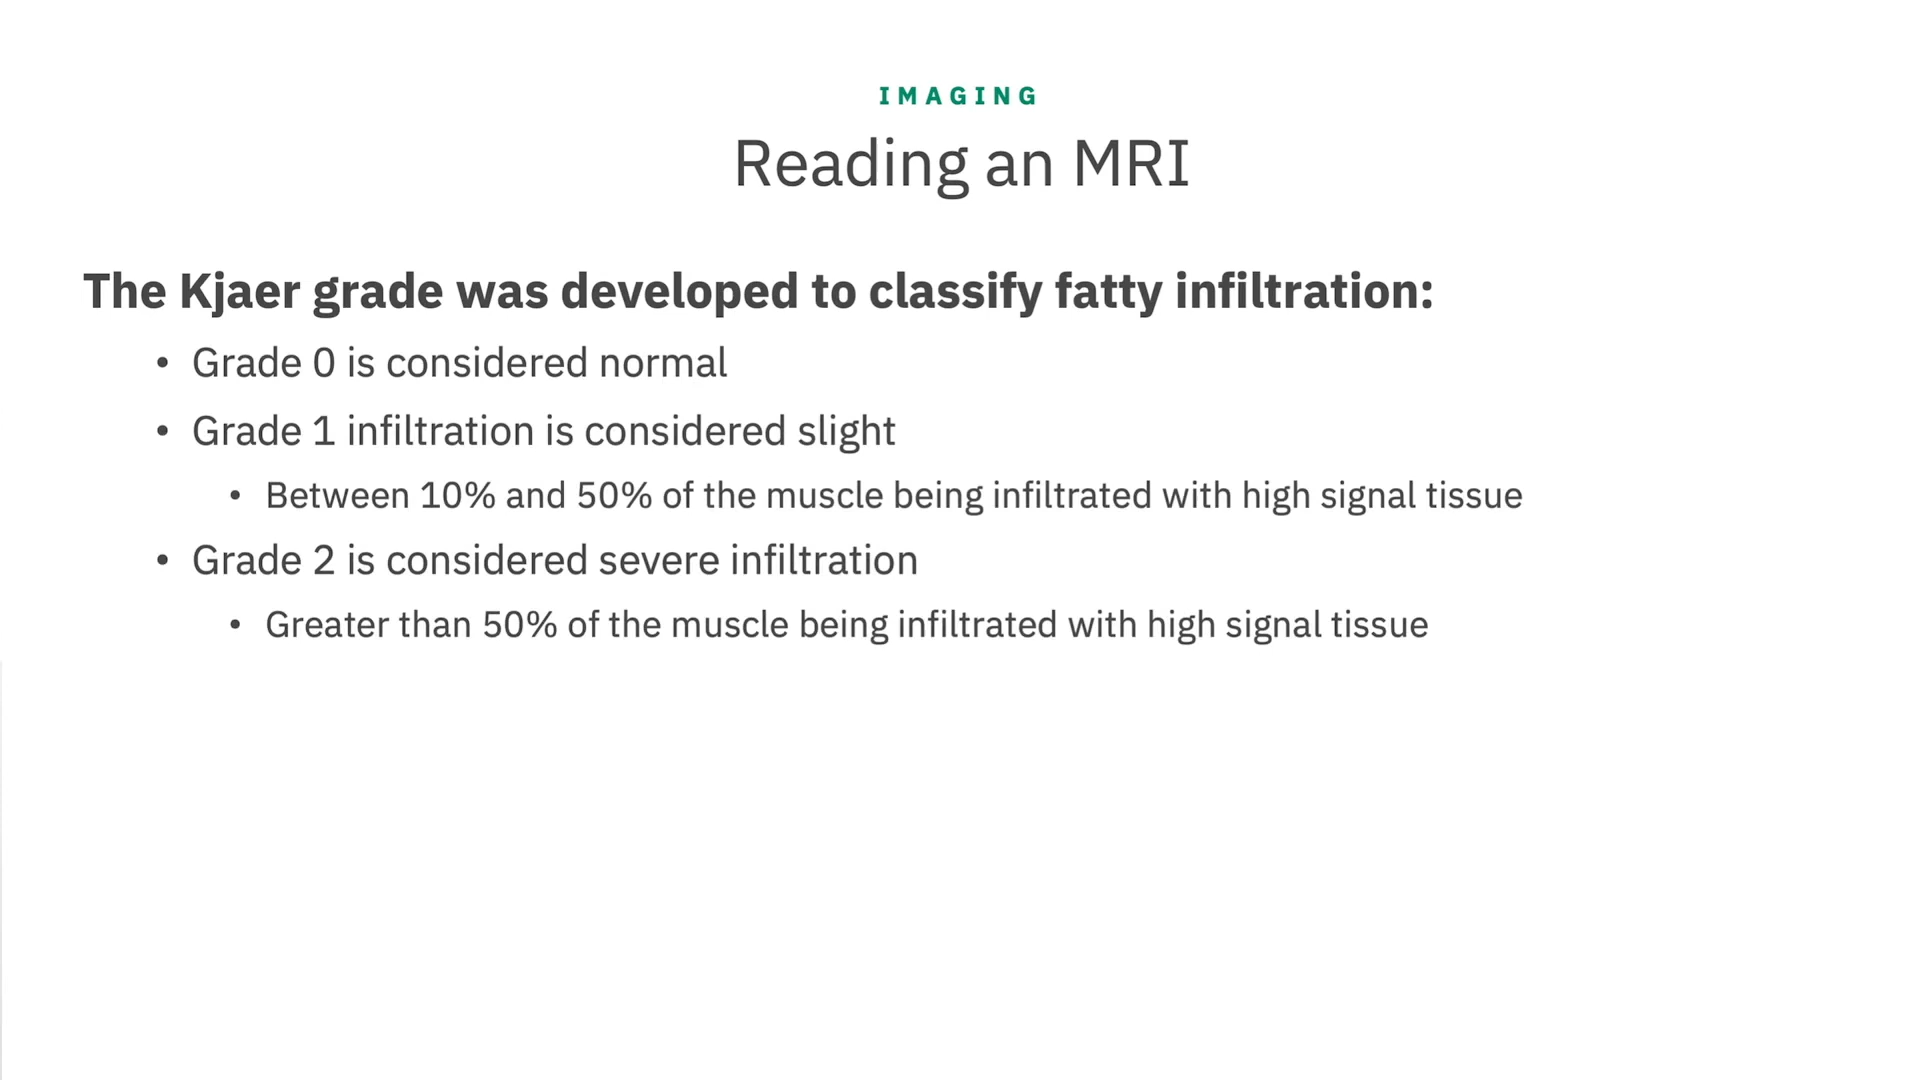 IMAGING
Reading an MRI
The Kjaer grade was developed to classify fatty infiltration:
• Grade 0 is considered normal
• Grade 1 infiltration is considered slight
• Between 10% and 50% of the muscle being infiltrated with high signal tissue
• Grade 2 is considered severe infiltration
• Greater than 50% of the muscle being infiltrated with high signal tissue